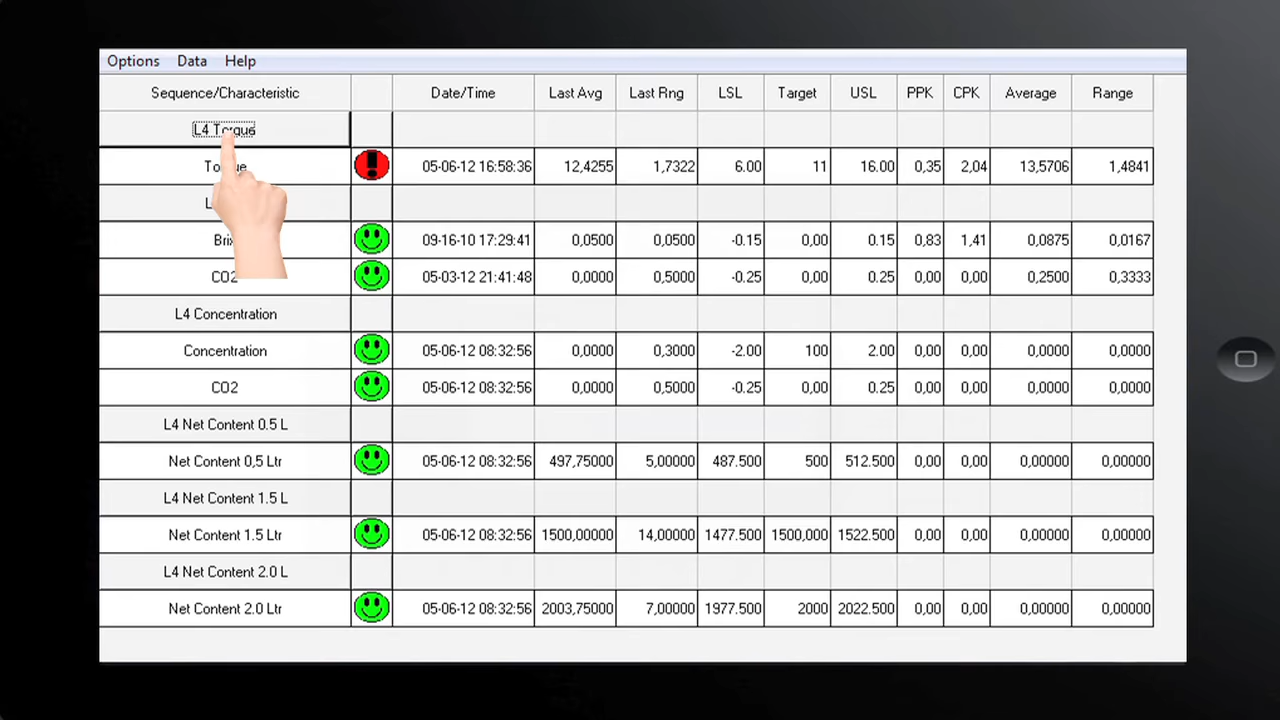 Options Data Help
Sequence/Characteristic Date/Time Last Avg Last Rng LSL Target USL PPK CPK Average Range
L4 Torque
Torque 05-06-12 16:58:36 12,4255 1,7322 6.00 11 16.00 0,35 2,04 13,5706 1,4841
Brix 09-16-10 17:29:41 0,0500 0,0500 -0.15 0,00 0.15 0,83 1,41 0,0875 0,0167
CO2 05-03-12 21:41:48 0,0000 0,5000 -0.25 0,00 0.25 0,00 0,00 0,2500 0,3333
L4 Concentration
Concentration 05-06-12 08:32:56 0,0000 0,3000 -2.00 100 2.00 0,00 0,00 0,0000 0,0000
CO2 05-06-12 08:32:56 0,0000 0,5000 -0.25 0,00 0.25 0,00 0,00 0,0000 0,0000
L4 Net Content 0.5 L
Net Content 0,5 Ltr 05-06-12 08:32:56 497,75000 5,00000 487.500 500 512.500 0,00 0,00 0,00000 0,00000
L4 Net Content 1.5 L
Net Content 1.5 Ltr 05-06-12 08:32:56 1500,00000 14,00000 1477.500 1500,000 1522.500 0,00 0,00 0,00000 0,00000
L4 Net Content 2.0 L
Net Content 2.0 Ltr 05-06-12 08:32:56 2003,75000 7,00000 1977.500 2000 2022.500 0,00 0,00 0,00000 0,00000